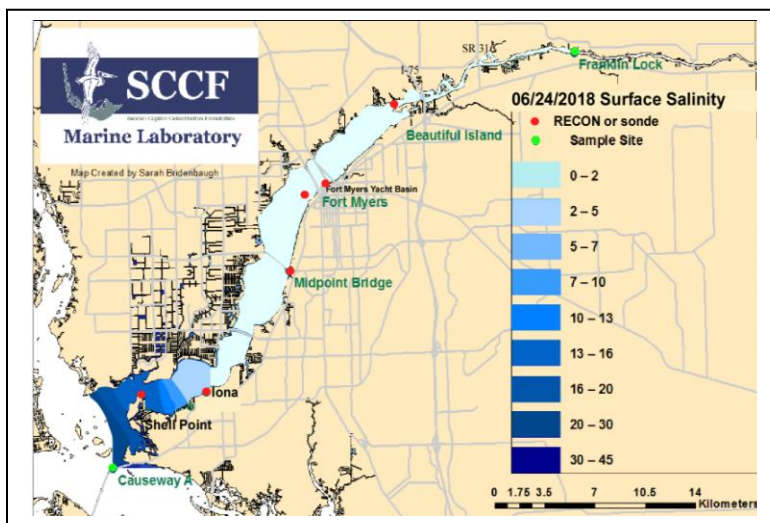 SCCF
Marine Laboratory
Map Created by Sarah Bridenbaugh
SR 31
I-75
Franklin Lock
Beautiful Island
Fort Myers Yacht Basin
Fort Myers
Midpoint Bridge
Iona
Shell Point
Causeway A
06/24/2018 Surface Salinity
RECON or sonde
Sample Site
0 – 2
2 – 5
5 – 7
7 – 10
10 – 13
13 – 16
16 – 20
20 – 30
30 – 45
0 1.75 3.5 7 10.5 14
Kilometers